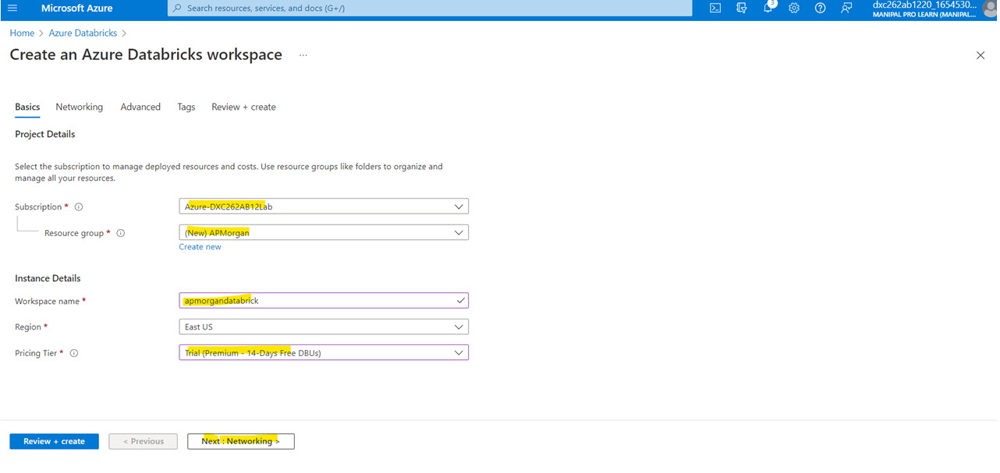 Microsoft Azure
Search resources, services, and docs (G+/)
3
dxc262ab1220_1654530...
MANIPAL PRO LEARN (MANIPAL...
Home > Azure Databricks >
Create an Azure Databricks workspace ...
Basics Networking Advanced Tags Review + create
Project Details
Select the subscription to manage deployed resources and costs. Use resource groups like folders to organize and
manage all your resources.
Subscription * Azure-DXC262AB12Lab
Resource group * (New) APMorgan
Create new
Instance Details
Workspace name * apmorgandatabrick
Region * East US
Pricing Tier * Trial (Premium - 14-Days Free DBUs)
Review + create < Previous Next : Networking >